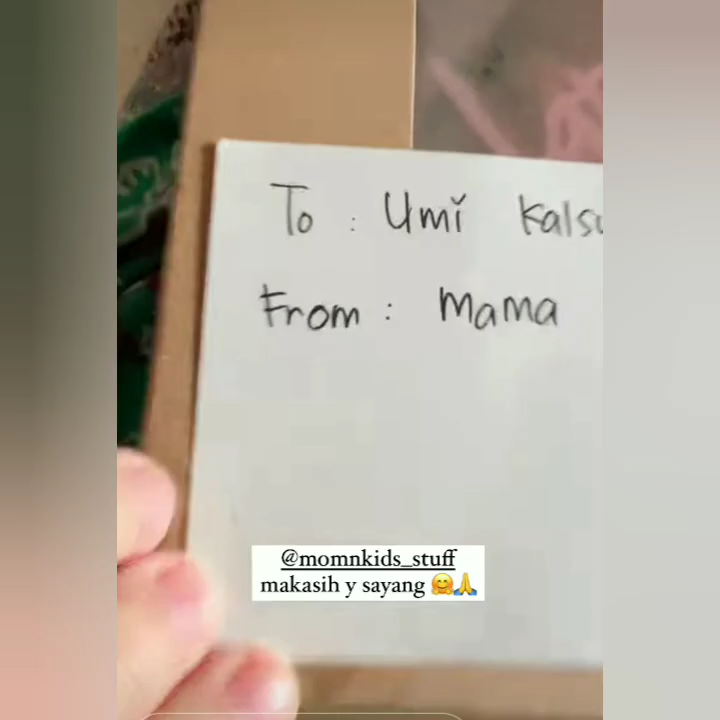 To : Umi
From : Mama
@momnkids_stuff
makasih y sayang 🤗🙏